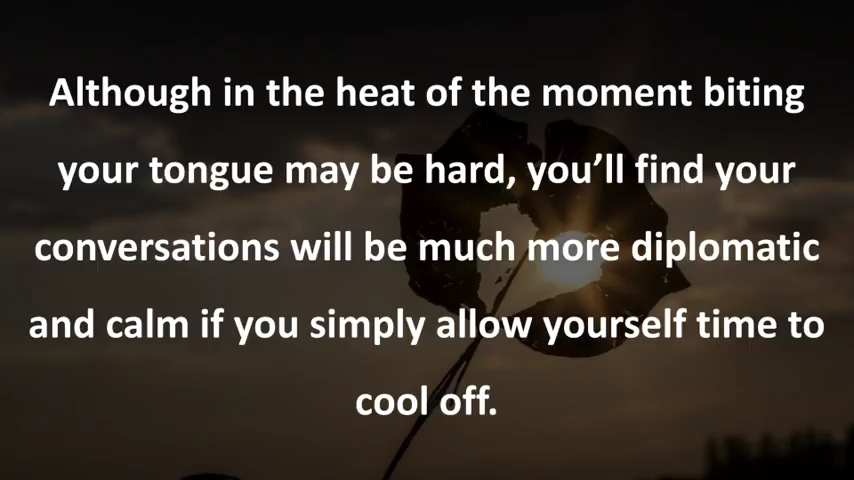 Although in the heat of the moment biting
your tongue may be hard, you’ll find your
conversations will be much more diplomatic
and calm if you simply allow yourself time to
cool off.